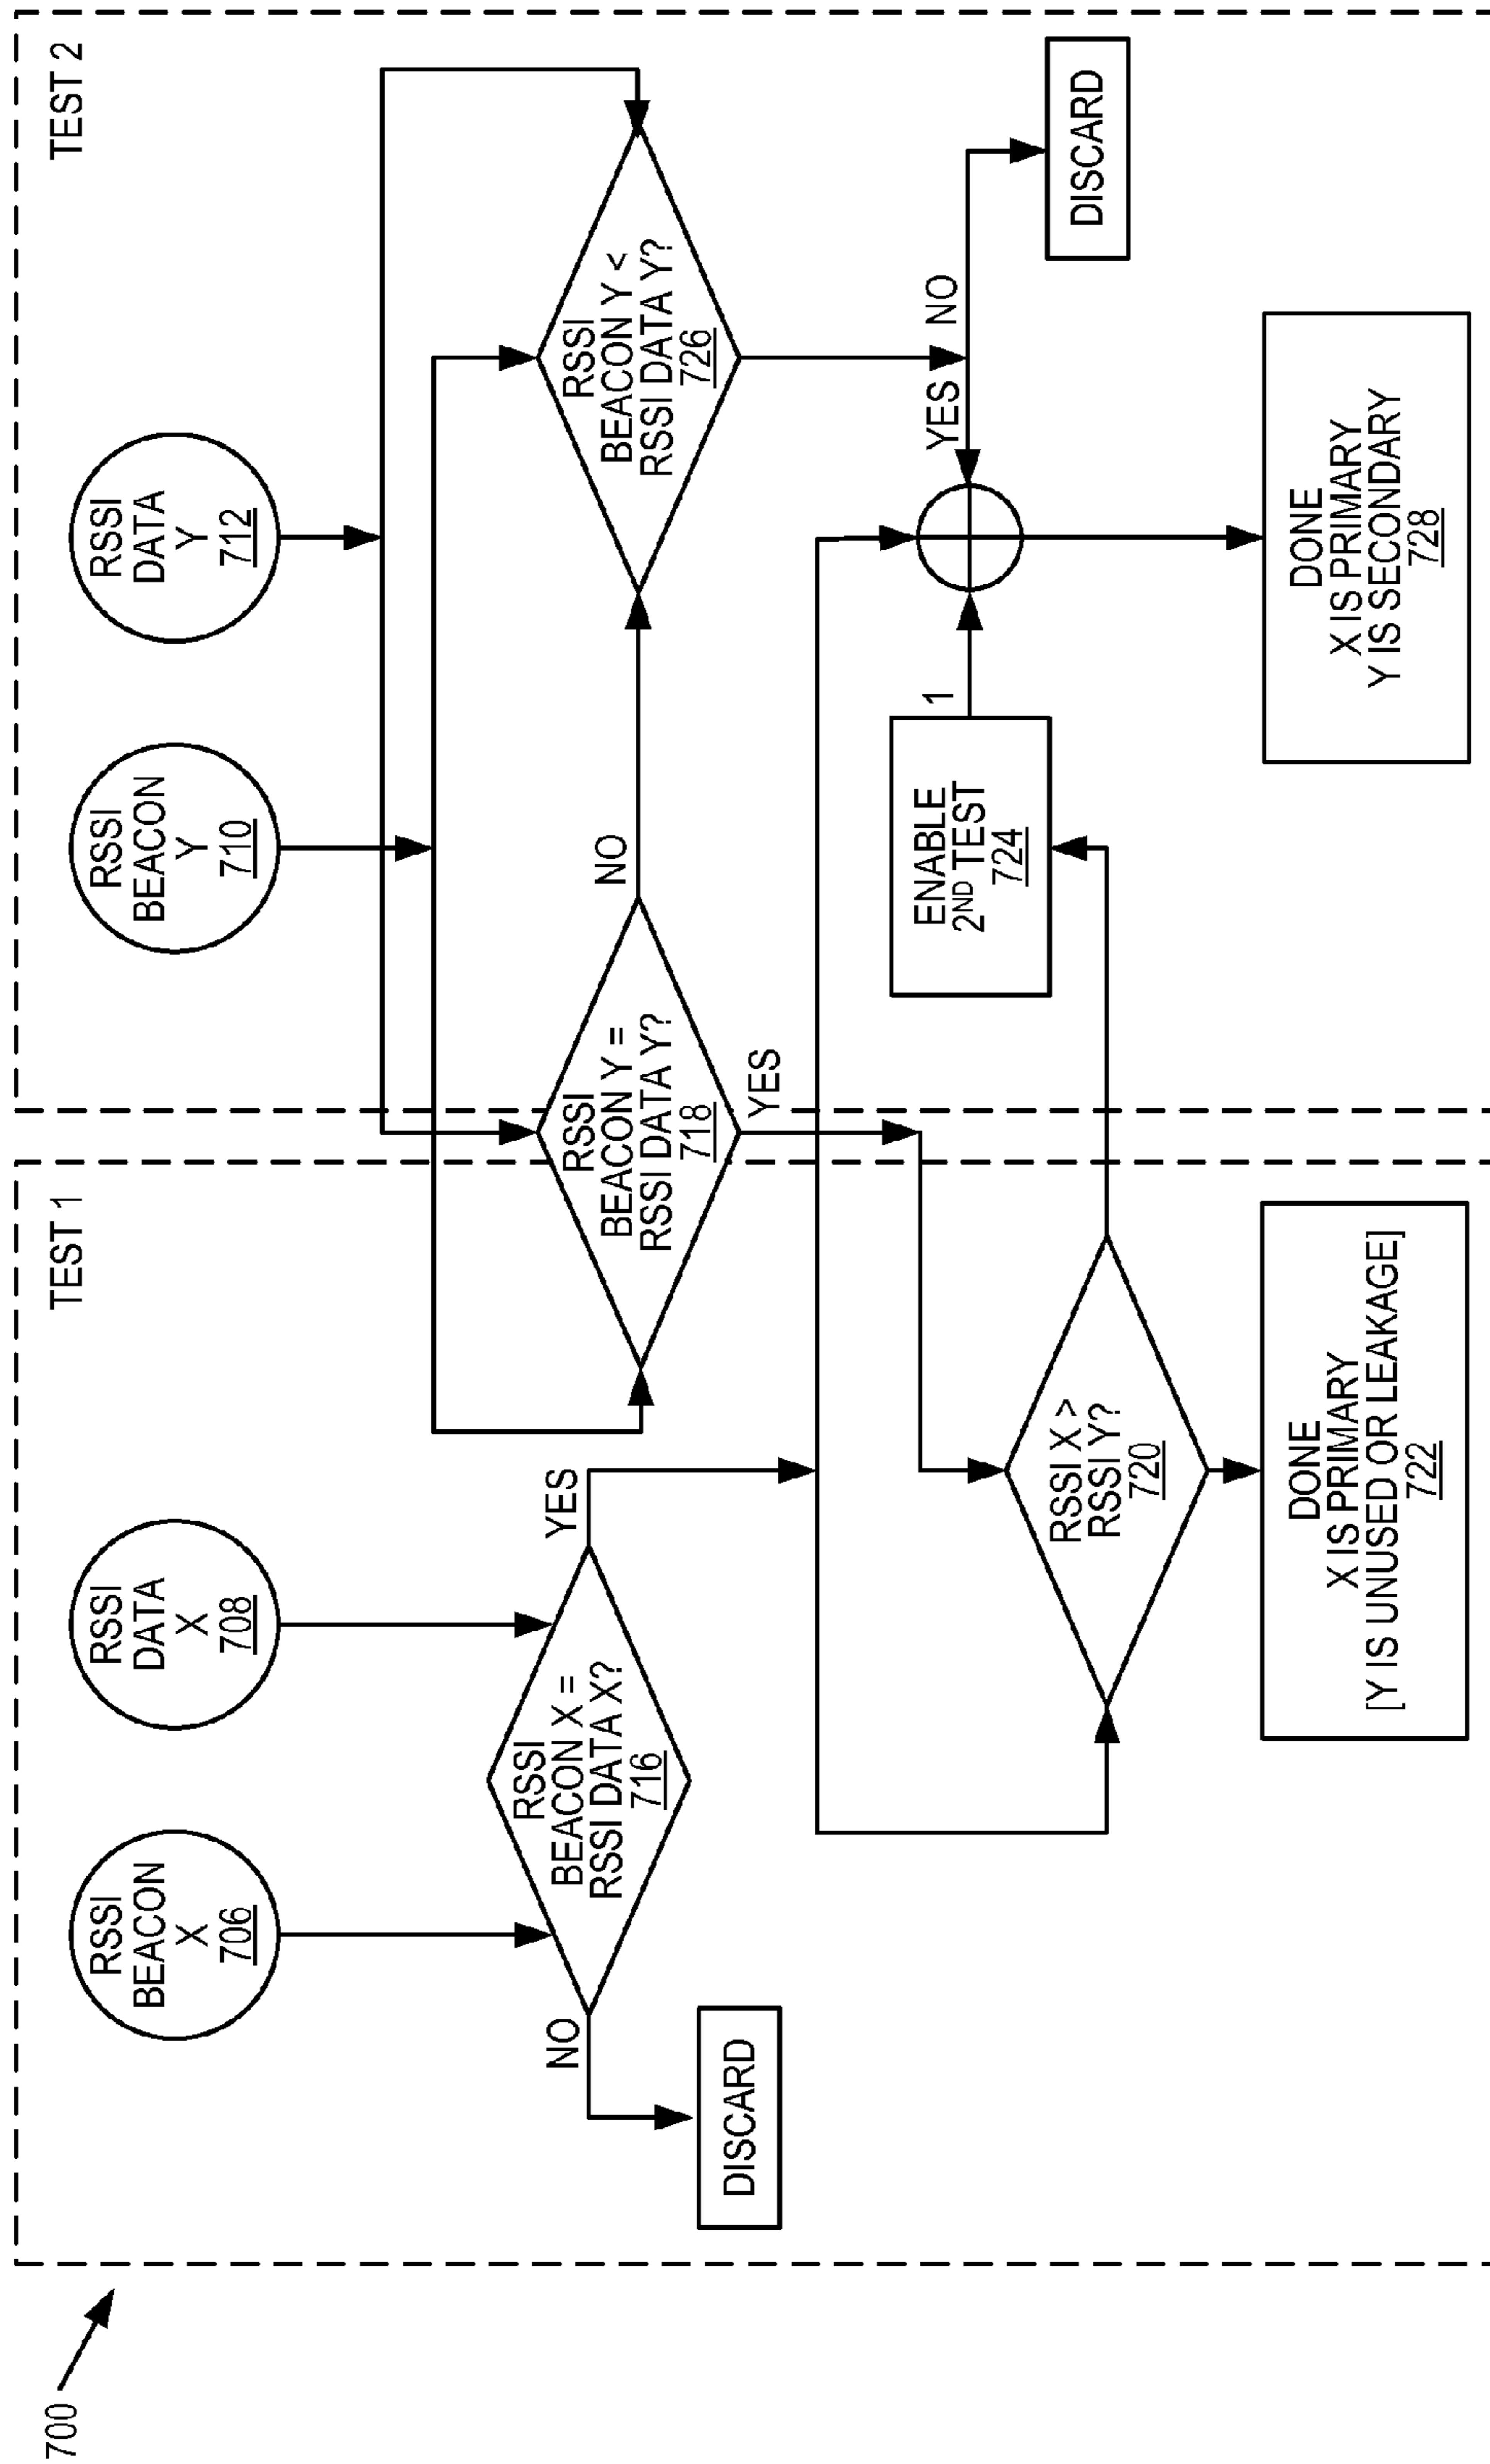 700
TEST 1
TEST 2
RSSI
BEACON
X
706
RSSI
DATA
X
708
RSSI
BEACON
Y
710
RSSI
DATA
Y
712
RSSI
BEACON X =
RSSI DATA X?
716
NO
YES
DISCARD
RSSI
BEACON Y =
RSSI DATA Y?
718
NO
YES
RSSI
BEACON Y <
RSSI DATA Y?
726
YES
NO
DISCARD
RSSI X >
RSSI Y?
720
ENABLE
2ND TEST
724
1
DONE
X IS PRIMARY
[Y IS UNUSED OR LEAKAGE]
722
DONE
X IS PRIMARY
Y IS SECONDARY
728